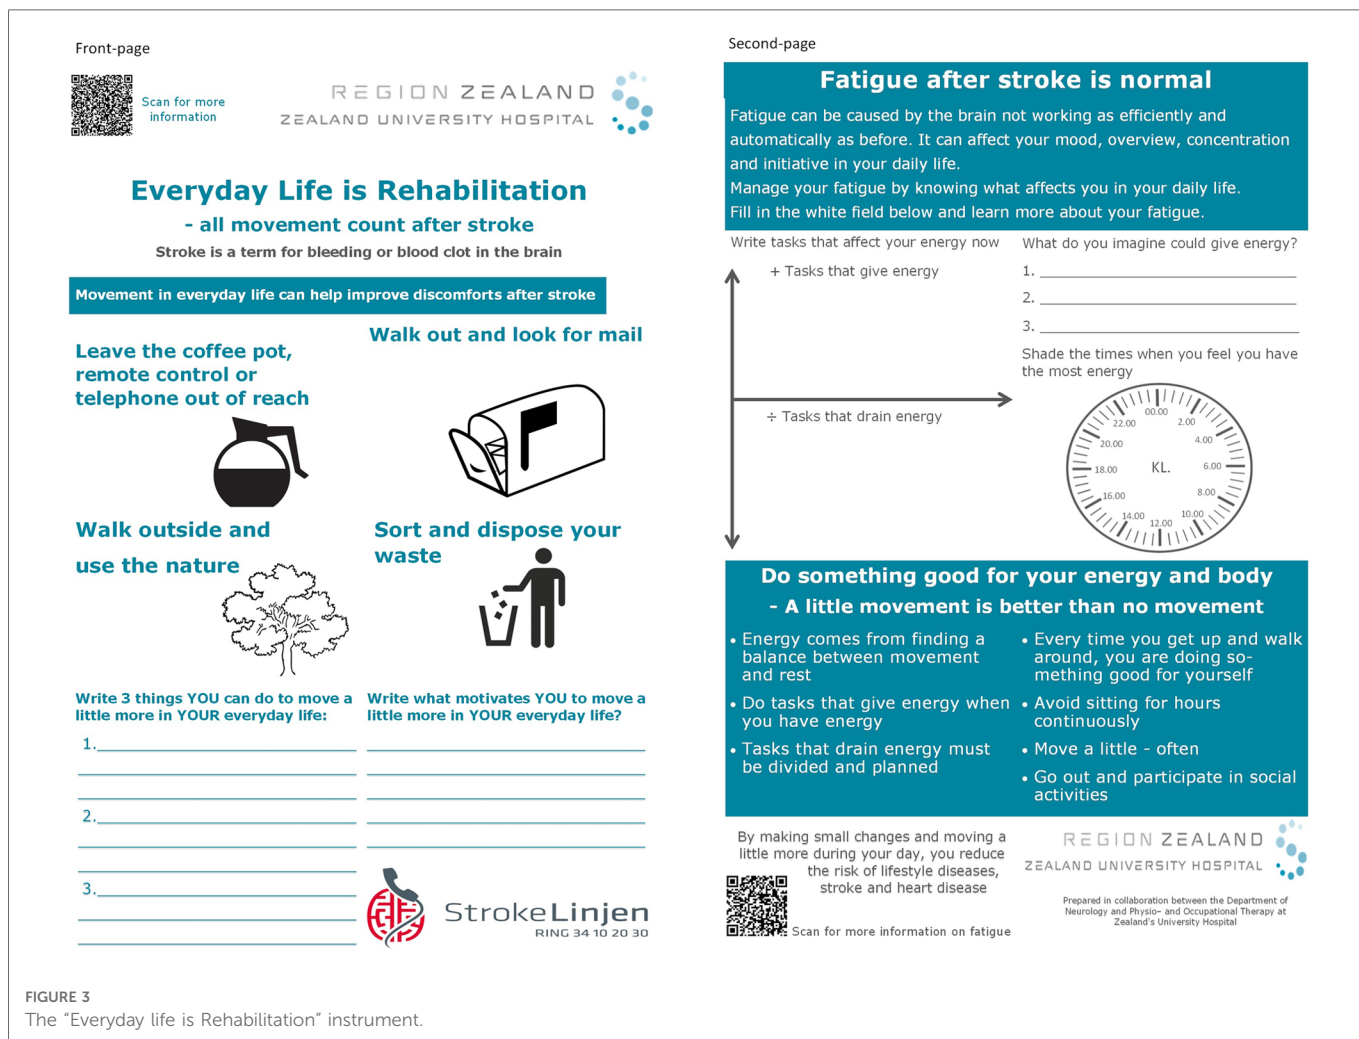 Front-page
Scan for more
information
REGION ZEALAND
ZEALAND UNIVERSITY HOSPITAL
Everyday Life is Rehabilitation
- all movement count after stroke
Stroke is a term for bleeding or blood clot in the brain
Movement in everyday life can help improve discomforts after stroke
Leave the coffee pot,
remote control or
telephone out of reach
Walk out and look for mail
Walk outside and
use the nature
Sort and dispose your
waste
Write 3 things YOU can do to move a
little more in YOUR everyday life:
1.
2.
3.
Write what motivates YOU to move a
little more in YOUR everyday life?
StrokeLinjen
RING 34 10 20 30
Second-page
Fatigue after stroke is normal
Fatigue can be caused by the brain not working as efficiently and
automatically as before. It can affect your mood, overview, concentration
and initiative in your daily life.
Manage your fatigue by knowing what affects you in your daily life.
Fill in the white field below and learn more about your fatigue.
Write tasks that affect your energy now
+ Tasks that give energy
÷ Tasks that drain energy
What do you imagine could give energy?
1.
2.
3.
Shade the times when you feel you have
the most energy
00.00
2.00
4.00
6.00
8.00
10.00
12.00
14.00
16.00
18.00
20.00
22.00
KL.
Do something good for your energy and body
- A little movement is better than no movement
• Energy comes from finding a
balance between movement
and rest
• Do tasks that give energy when
you have energy
• Tasks that drain energy must
be divided and planned
• Every time you get up and walk
around, you are doing so-
mething good for yourself
• Avoid sitting for hours
continuously
• Move a little - often
• Go out and participate in social
activities
By making small changes and moving a
little more during your day, you reduce
the risk of lifestyle diseases,
stroke and heart disease
Scan for more information on fatigue
REGION ZEALAND
ZEALAND UNIVERSITY HOSPITAL
Prepared in collaboration between the Department of
Neurology and Physio- and Occupational Therapy at
Zealand's University Hospital
FIGURE 3
The “Everyday life is Rehabilitation” instrument.